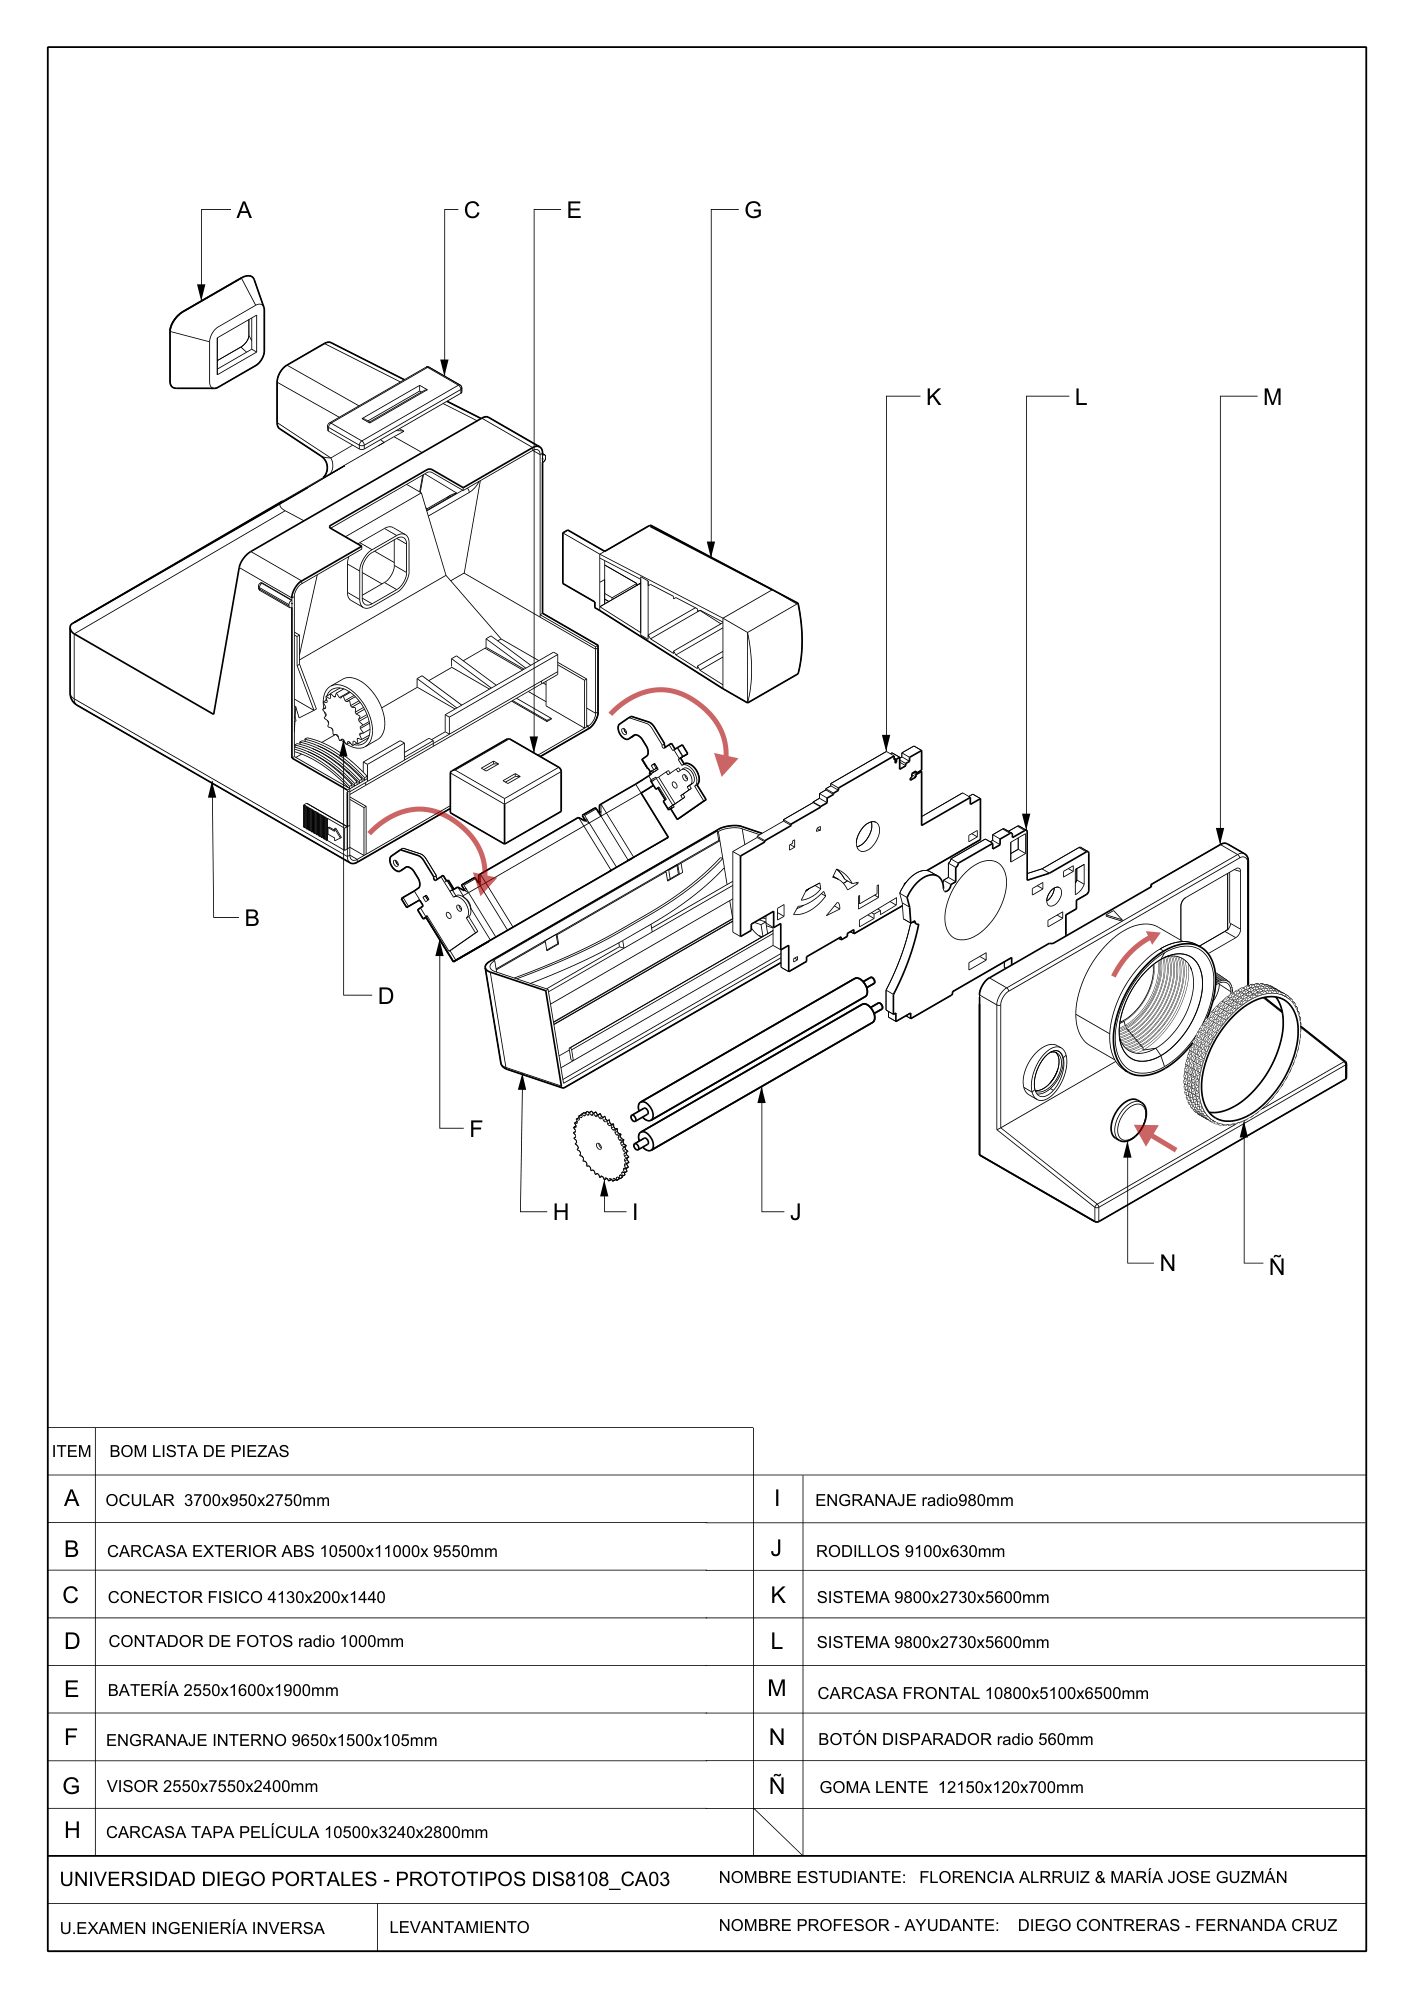 A
C
E
G
K
L
M
B
D
F
H
I
J
N
Ñ
ITEM BOM LISTA DE PIEZAS
A OCULAR 3700x950x2750mm
B CARCASA EXTERIOR ABS 10500x11000x 9550mm
C CONECTOR FISICO 4130x200x1440
D CONTADOR DE FOTOS radio 1000mm
E BATERÍA 2550x1600x1900mm
F ENGRANAJE INTERNO 9650x1500x105mm
G VISOR 2550x7550x2400mm
H CARCASA TAPA PELÍCULA 10500x3240x2800mm
I ENGRANAJE radio980mm
J RODILLOS 9100x630mm
K SISTEMA 9800x2730x5600mm
L SISTEMA 9800x2730x5600mm
M CARCASA FRONTAL 10800x5100x6500mm
N BOTÓN DISPARADOR radio 560mm
Ñ GOMA LENTE 12150x120x700mm
UNIVERSIDAD DIEGO PORTALES - PROTOTIPOS DIS8108_CA03
NOMBRE ESTUDIANTE: FLORENCIA ALRRUIZ & MARÍA JOSE GUZMÁN
U.EXAMEN INGENIERÍA INVERSA
LEVANTAMIENTO
NOMBRE PROFESOR - AYUDANTE: DIEGO CONTRERAS - FERNANDA CRUZ